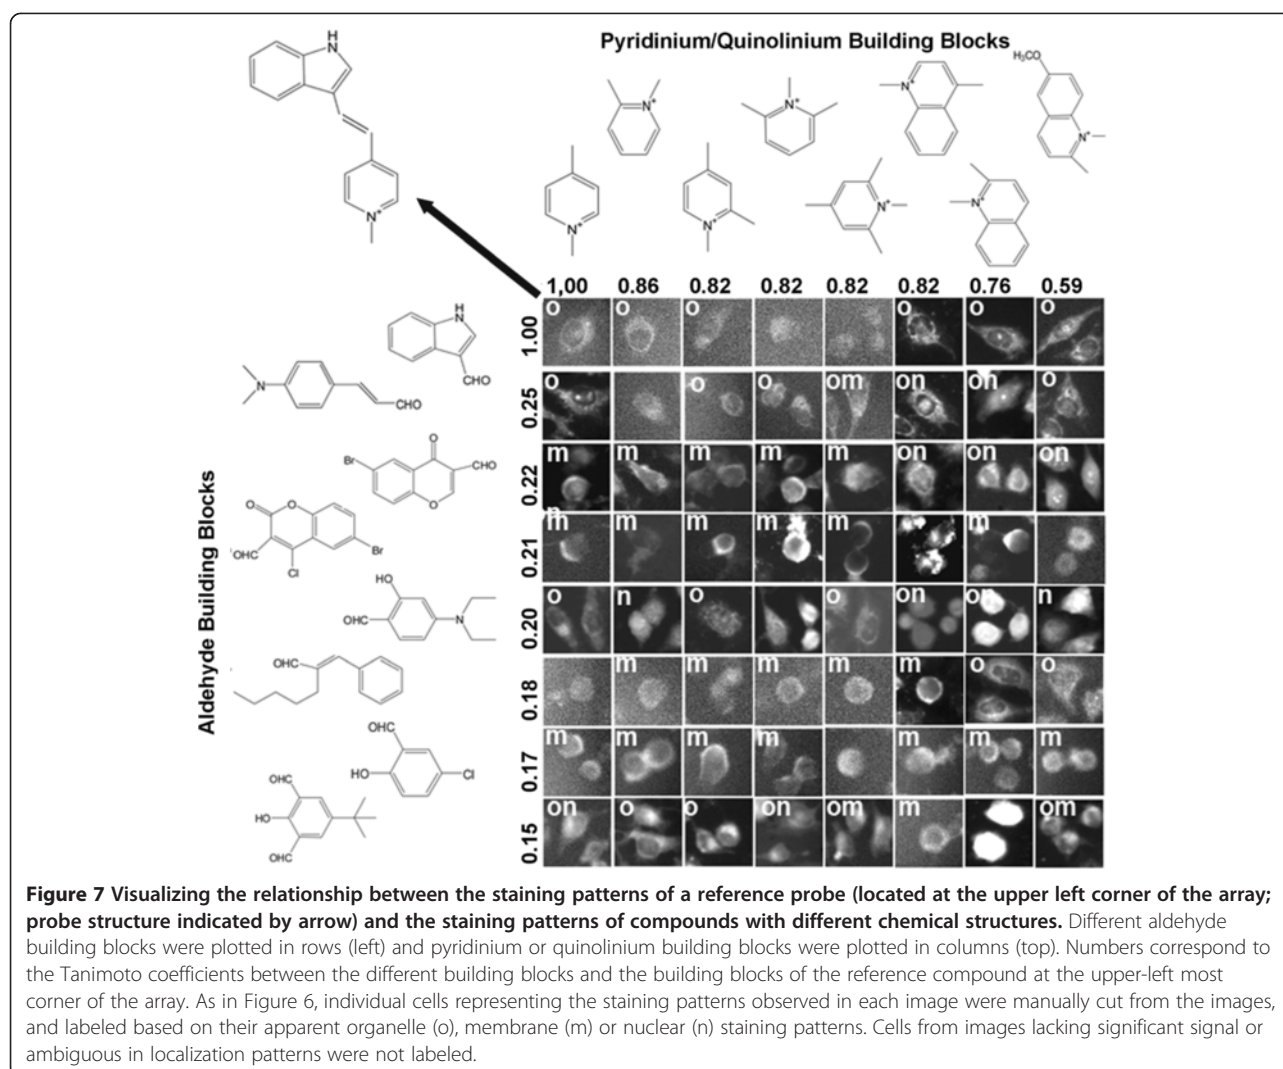 Pyridinium/Quinolinium Building Blocks
H
N
N⁺
N⁺
N⁺
N⁺
H₃CO
N⁺
N⁺
N⁺
N⁺
N⁺
1,00 0.86 0.82 0.82 0.82 0.82 0.76 0.59
Aldehyde Building Blocks
H
N
CHO
1.00 o o o o o o
N
CHO
0.25 o o o om on on o
O
Br
CHO
O
0.22 m m m m m on on on
n
O
O
OHC
Br
Cl
0.21 m m m m m m
HO
OHC
N
0.20 o n o o on on n
OHC
0.18 m m m m m o o
OHC
HO
Cl
0.17 m m m m m m m
OHC
HO
OHC
0.15 on o o on om m om
Figure 7 Visualizing the relationship between the staining patterns of a reference probe (located at the upper left corner of the array;
probe structure indicated by arrow) and the staining patterns of compounds with different chemical structures. Different aldehyde
building blocks were plotted in rows (left) and pyridinium or quinolinium building blocks were plotted in columns (top). Numbers correspond to
the Tanimoto coefficients between the different building blocks and the building blocks of the reference compound at the upper-left most
corner of the array. As in Figure 6, individual cells representing the staining patterns observed in each image were manually cut from the images,
and labeled based on their apparent organelle (o), membrane (m) or nuclear (n) staining patterns. Cells from images lacking significant signal or
ambiguous in localization patterns were not labeled.